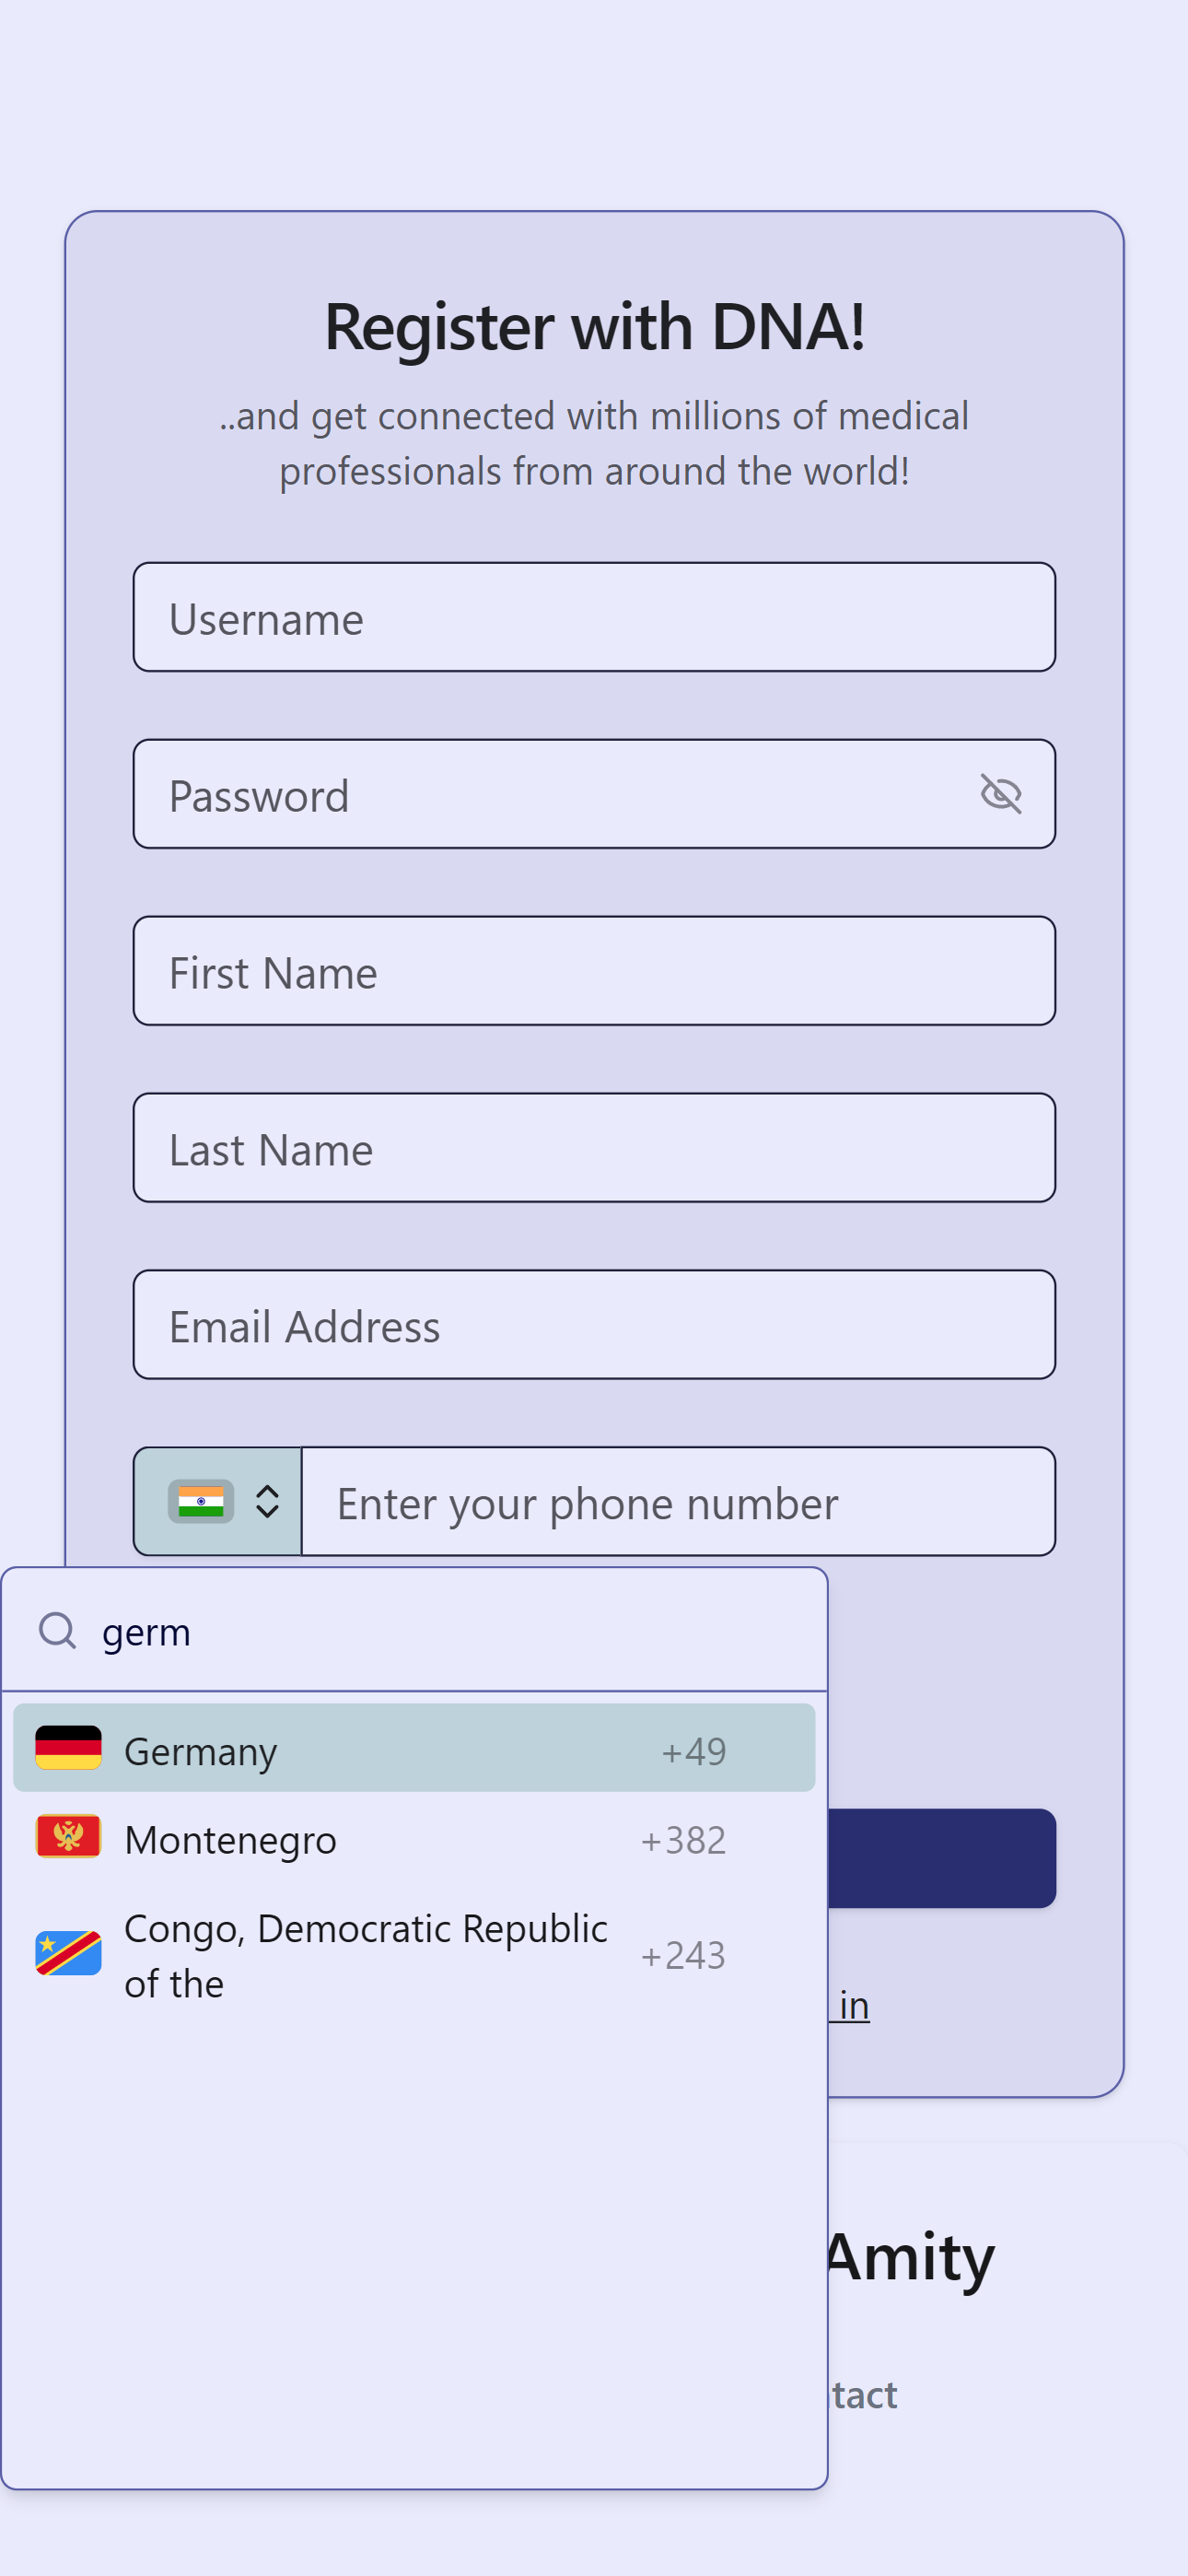 Register with DNA!
..and get connected with millions of medical
professionals from around the world!
Username
Password
First Name
Last Name
Email Address
Enter your phone number
germ
Germany +49
Montenegro +382
Congo, Democratic Republic
of the +243
in
Amity
tact